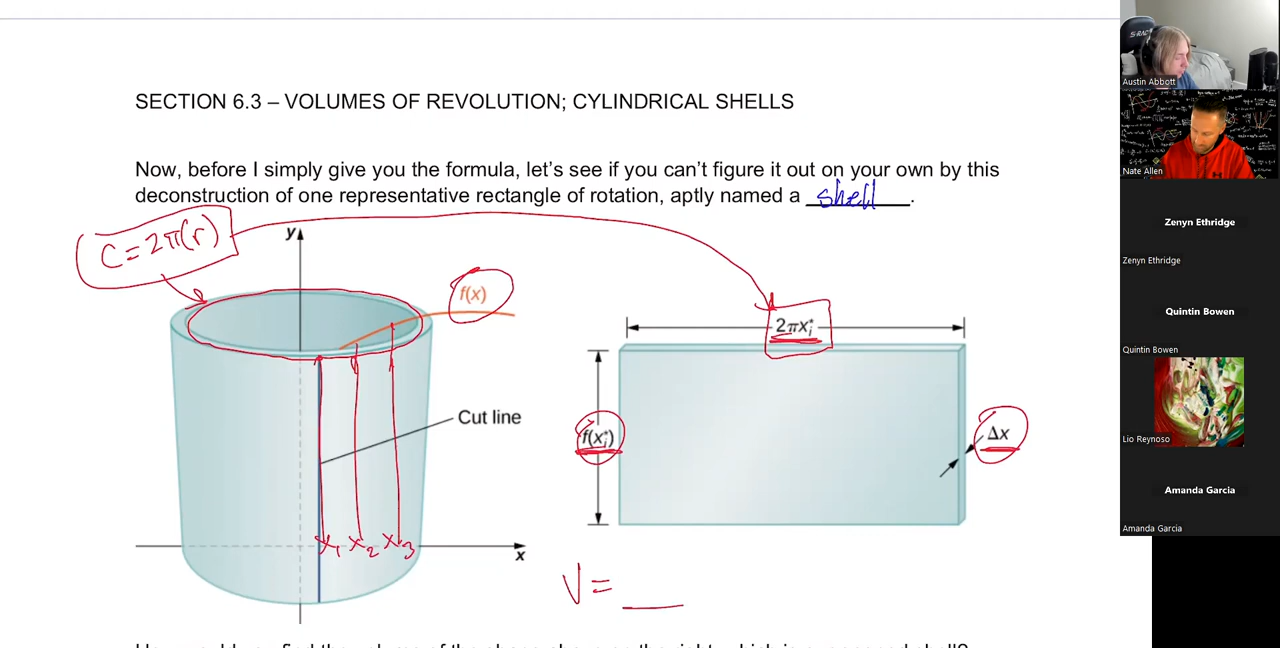 SECTION 6.3 – VOLUMES OF REVOLUTION; CYLINDRICAL SHELLS
Now, before I simply give you the formula, let's see if you can't figure it out on your own by this
deconstruction of one representative rectangle of rotation, aptly named a shell.
C=2π(r)
y
f(x)
2πxᵢ*
Cut line
f(xᵢ*)
Δx
x₁ x₂ x₃
x
V = ___
Austin Abbott
Nate Allen
Zenyn Ethridge
Zenyn Ethridge
Quintin Bowen
Quintin Bowen
Lio Reynoso
Amanda Garcia
Amanda Garcia